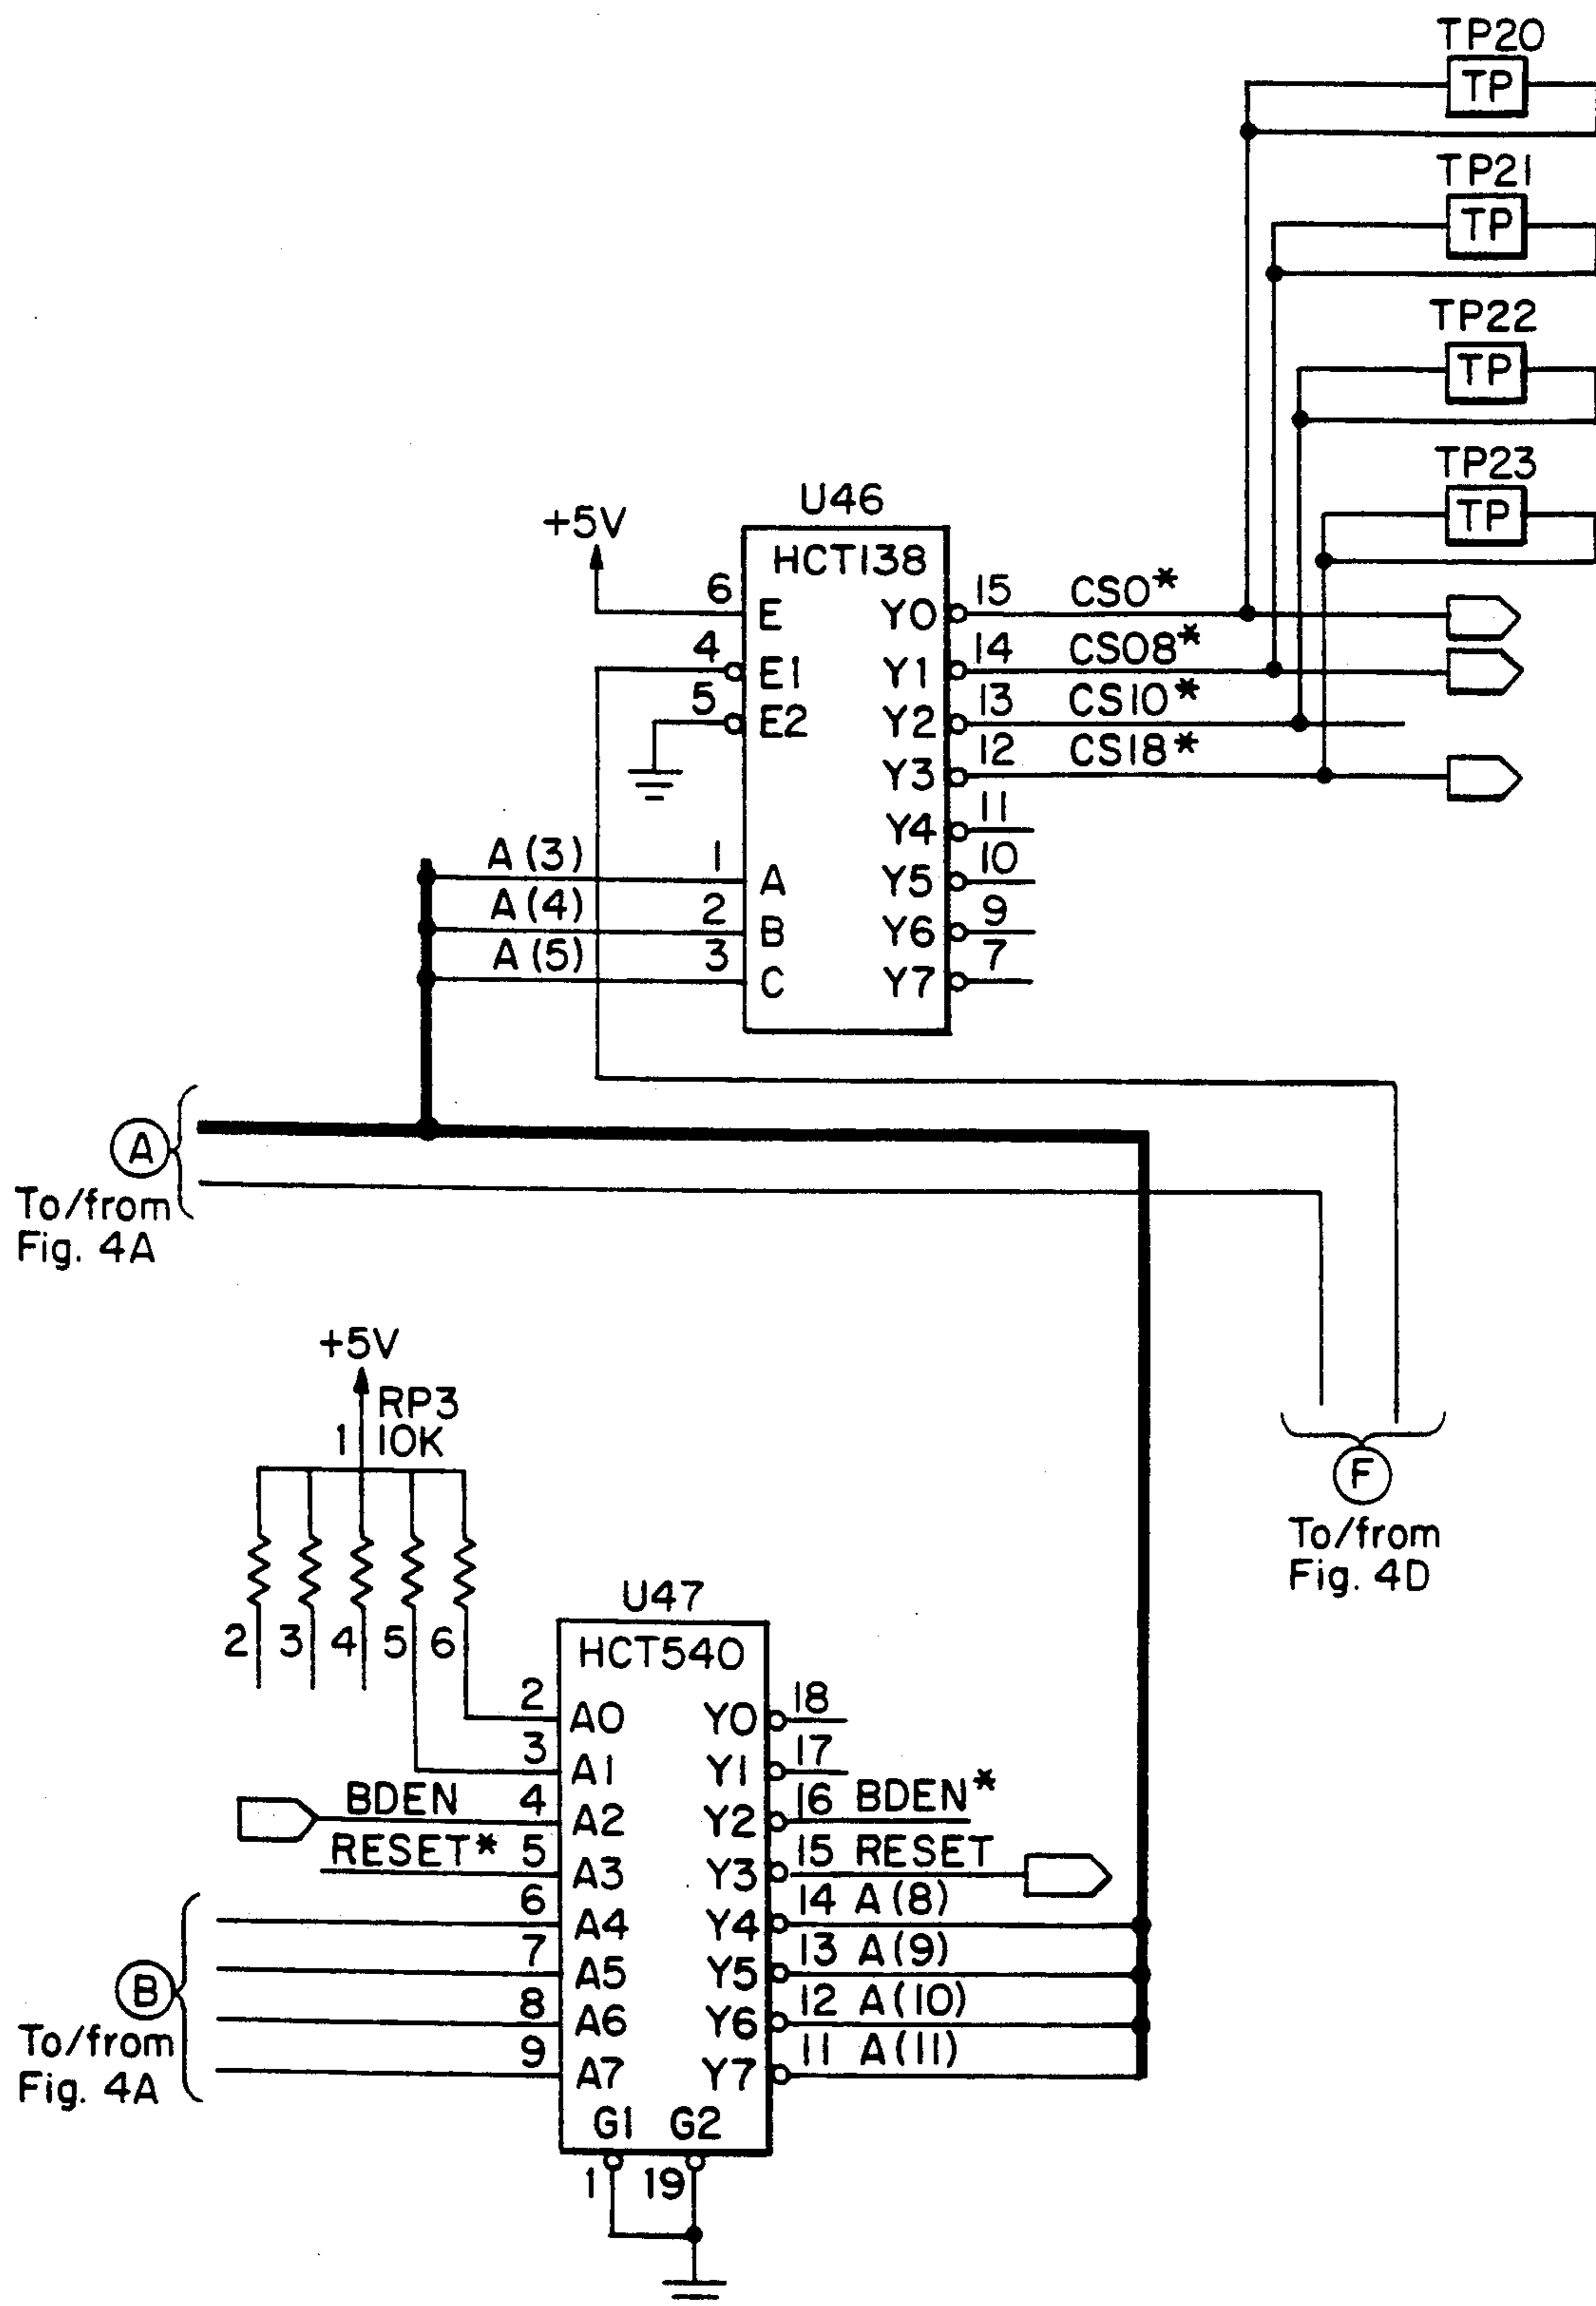 TP20
TP
TP21
TP
TP22
TP
TP23
TP
U46
+5V
HCT138
6 E Y0 15 CS0*
4 E1 Y1 14 CS08*
5 E2 Y2 13 CS10*
Y3 12 CS18*
Y4 11
A(3) 1 A Y5 10
A(4) 2 B Y6 9
A(5) 3 C Y7 7
A
To/from
Fig. 4A
+5V
RP3
1 10K
F
To/from
Fig. 4D
U47
2 3 4 5 6
HCT540
2 A0 Y0 18
3 A1 Y1 17
BDEN 4 A2 Y2 16 BDEN*
RESET* 5 A3 Y3 15 RESET
6 A4 Y4 14 A(8)
7 A5 Y5 13 A(9)
8 A6 Y6 12 A(10)
9 A7 Y7 11 A(11)
B
To/from
Fig. 4A
G1 G2
1 19